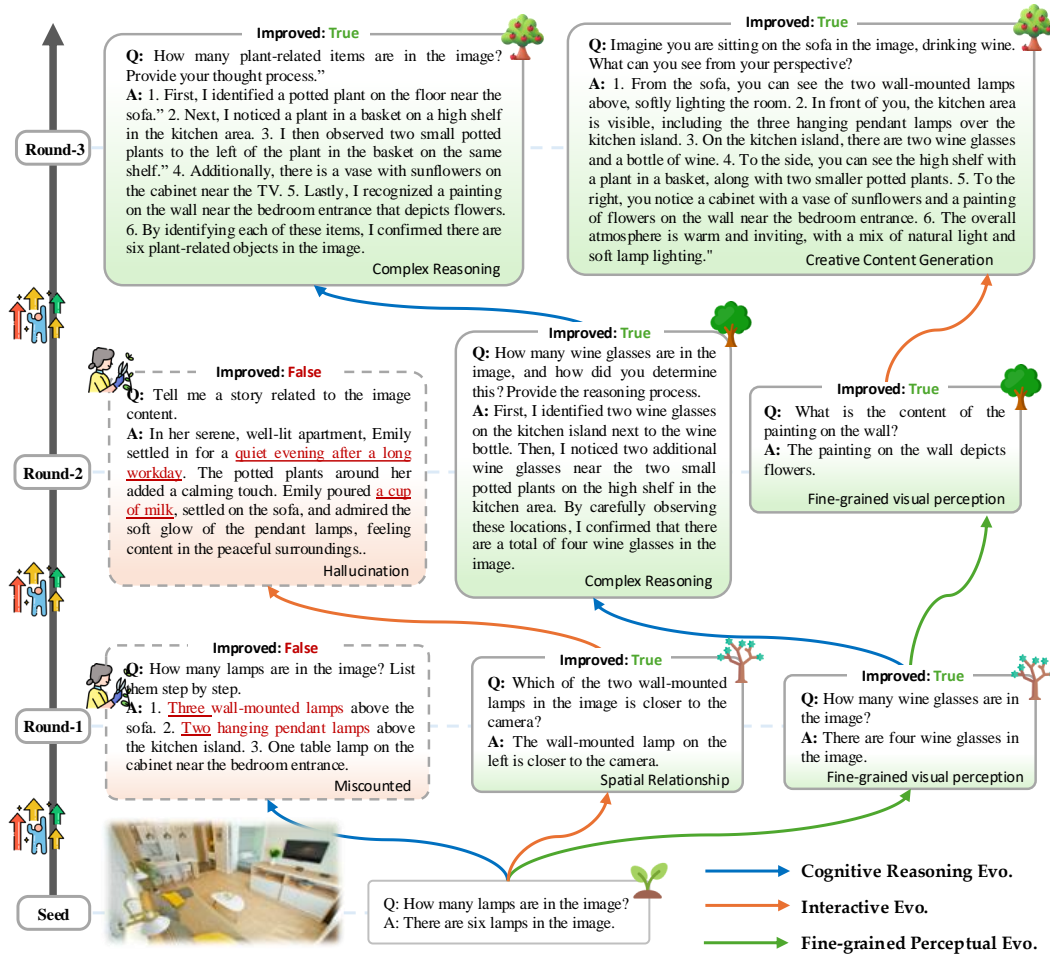 Improved: True
Q: How many plant-related items are in the image?
Provide your thought process.”
A: 1. First, I identified a potted plant on the floor near the
sofa.” 2. Next, I noticed a plant in a basket on a high shelf
in the kitchen area. 3. I then observed two small potted
plants to the left of the plant in the basket on the same
shelf.” 4. Additionally, there is a vase with sunflowers on
the cabinet near the TV. 5. Lastly, I recognized a painting
on the wall near the bedroom entrance that depicts flowers.
6. By identifying each of these items, I confirmed there are
six plant-related objects in the image.
Complex Reasoning
Improved: True
Q: Imagine you are sitting on the sofa in the image, drinking wine.
What can you see from your perspective?
A: 1. From the sofa, you can see the two wall-mounted lamps
above, softly lighting the room. 2. In front of you, the kitchen area
is visible, including the three hanging pendant lamps over the
kitchen island. 3. On the kitchen island, there are two wine glasses
and a bottle of wine. 4. To the side, you can see the high shelf with
a plant in a basket, along with two smaller potted plants. 5. To the
right, you notice a cabinet with a vase of sunflowers and a painting
of flowers on the wall near the bedroom entrance. 6. The overall
atmosphere is warm and inviting, with a mix of natural light and
soft lamp lighting."
Creative Content Generation
Round-3
Improved: False
Q: Tell me a story related to the image
content.
A: In her serene, well-lit apartment, Emily
settled in for a quiet evening after a long
workday. The potted plants around her
added a calming touch. Emily poured a cup
of milk, settled on the sofa, and admired the
soft glow of the pendant lamps, feeling
content in the peaceful surroundings..
Hallucination
Improved: True
Q: How many wine glasses are in the
image, and how did you determine
this? Provide the reasoning process.
A: First, I identified two wine glasses
on the kitchen island next to the wine
bottle. Then, I noticed two additional
wine glasses near the two small
potted plants on the high shelf in the
kitchen area. By carefully observing
these locations, I confirmed that there
are a total of four wine glasses in the
image.
Complex Reasoning
Improved: True
Q: What is the content of the
painting on the wall?
A: The painting on the wall depicts
flowers.
Fine-grained visual perception
Round-2
Improved: False
Q: How many lamps are in the image? List
them step by step.
A: 1. Three wall-mounted lamps above the
sofa. 2. Two hanging pendant lamps above
the kitchen island. 3. One table lamp on the
cabinet near the bedroom entrance.
Miscounted
Improved: True
Q: Which of the two wall-mounted
lamps in the image is closer to the
camera?
A: The wall-mounted lamp on the
left is closer to the camera.
Spatial Relationship
Improved: True
Q: How many wine glasses are in
the image?
A: There are four wine glasses in
the image.
Fine-grained visual perception
Round-1
Seed
Q: How many lamps are in the image?
A: There are six lamps in the image.
Cognitive Reasoning Evo.
Interactive Evo.
Fine-grained Perceptual Evo.